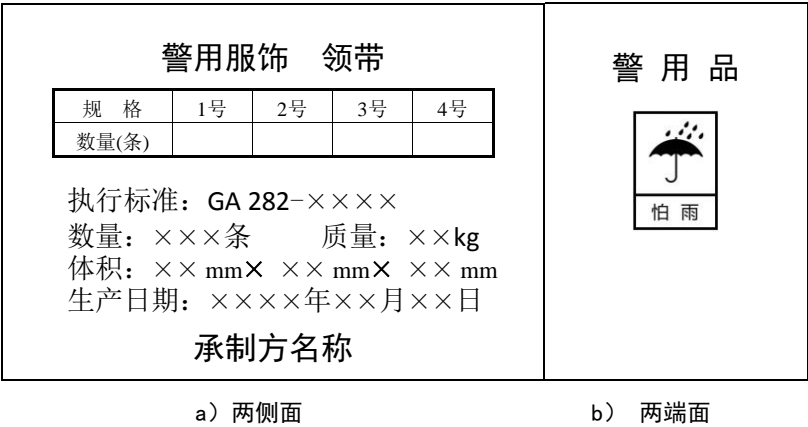 警用服饰 领带
规 格 1号 2号 3号 4号
数量(条)
执行标准：GA 282-××××
数量：×××条 质量：××kg
体积：×× mm× ×× mm× ×× mm
生产日期：××××年××月××日
承制方名称
警 用 品
怕 雨
a）两侧面
b） 两端面